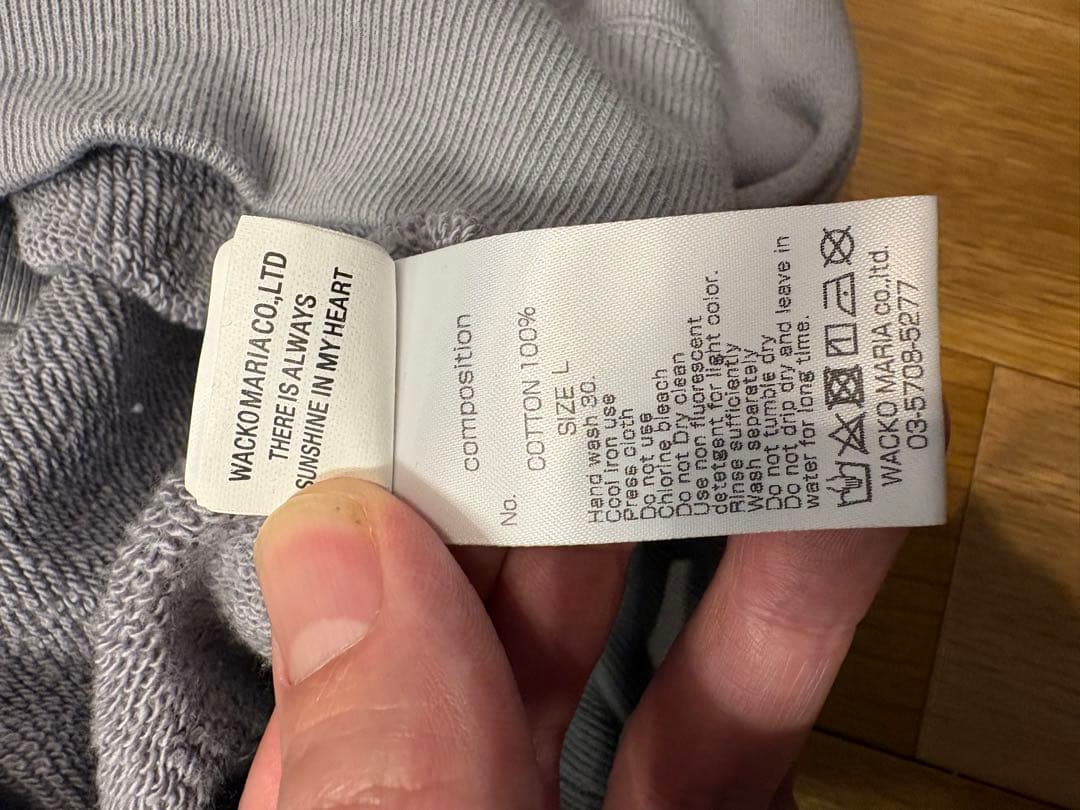 WACKO MARIA CO.,LTD
THERE IS ALWAYS
SUNSHINE IN MY HEART
No.
composition
COTTON 100%
SIZE L
Hand wash 30.
Cool iron use
Press cloth
Do not use
Chlorine bleach
Do not Dry clean
Use non fluorescent
detetgent for light color.
Rinse sufficiently
Wash separately
Do not tumble dry
Do not drip dry and leave in
water for long time.
WACKO MARIA co.,ltd.
03-5708-5277